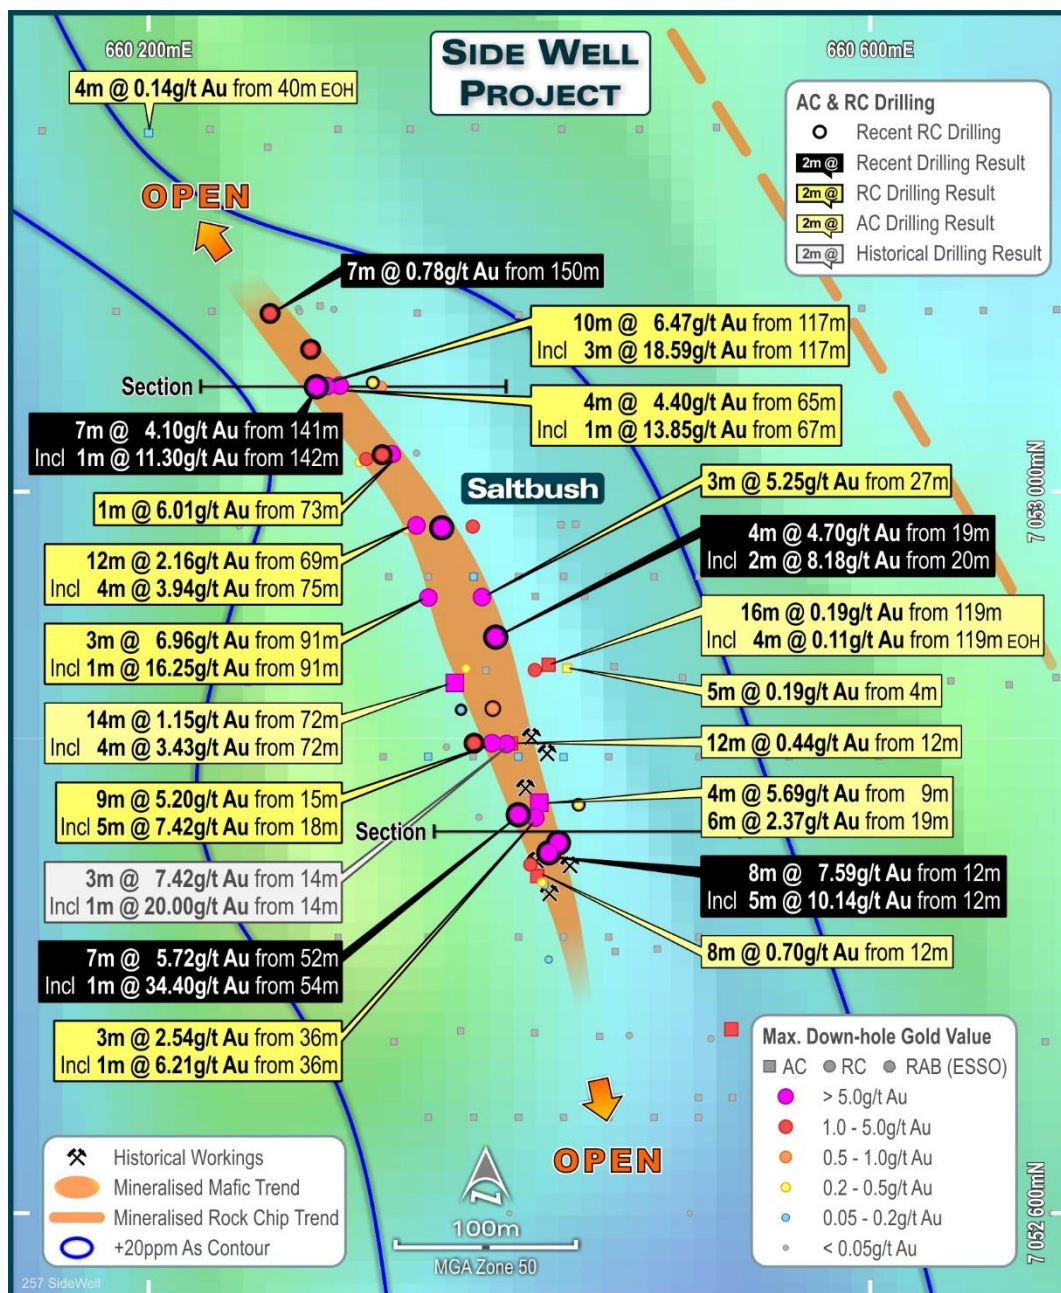 660 200mE
660 600mE
SIDE WELL
PROJECT
4m @ 0.14g/t Au from 40m EOH
AC & RC Drilling
Recent RC Drilling
2m @ Recent Drilling Result
2m @ RC Drilling Result
2m @ AC Drilling Result
2m @ Historical Drilling Result
OPEN
7m @ 0.78g/t Au from 150m
10m @ 6.47g/t Au from 117m
Incl 3m @ 18.59g/t Au from 117m
Section
4m @ 4.40g/t Au from 65m
Incl 1m @ 13.85g/t Au from 67m
7m @ 4.10g/t Au from 141m
Incl 1m @ 11.30g/t Au from 142m
Saltbush
3m @ 5.25g/t Au from 27m
7 053 000mN
1m @ 6.01g/t Au from 73m
4m @ 4.70g/t Au from 19m
Incl 2m @ 8.18g/t Au from 20m
12m @ 2.16g/t Au from 69m
Incl 4m @ 3.94g/t Au from 75m
16m @ 0.19g/t Au from 119m
Incl 4m @ 0.11g/t Au from 119m EOH
3m @ 6.96g/t Au from 91m
Incl 1m @ 16.25g/t Au from 91m
5m @ 0.19g/t Au from 4m
14m @ 1.15g/t Au from 72m
Incl 4m @ 3.43g/t Au from 72m
12m @ 0.44g/t Au from 12m
9m @ 5.20g/t Au from 15m
Incl 5m @ 7.42g/t Au from 18m
4m @ 5.69g/t Au from 9m
6m @ 2.37g/t Au from 19m
Section
3m @ 7.42g/t Au from 14m
Incl 1m @ 20.00g/t Au from 14m
8m @ 7.59g/t Au from 12m
Incl 5m @ 10.14g/t Au from 12m
7m @ 5.72g/t Au from 52m
Incl 1m @ 34.40g/t Au from 54m
8m @ 0.70g/t Au from 12m
3m @ 2.54g/t Au from 36m
Incl 1m @ 6.21g/t Au from 36m
Max. Down-hole Gold Value
AC RC RAB (ESSO)
> 5.0g/t Au
1.0 - 5.0g/t Au
0.5 - 1.0g/t Au
0.2 - 0.5g/t Au
0.05 - 0.2g/t Au
< 0.05g/t Au
OPEN
Historical Workings
Mineralised Mafic Trend
Mineralised Rock Chip Trend
+20ppm As Contour
N
100m
MGA Zone 50
7 052 600mN
257 SideWell